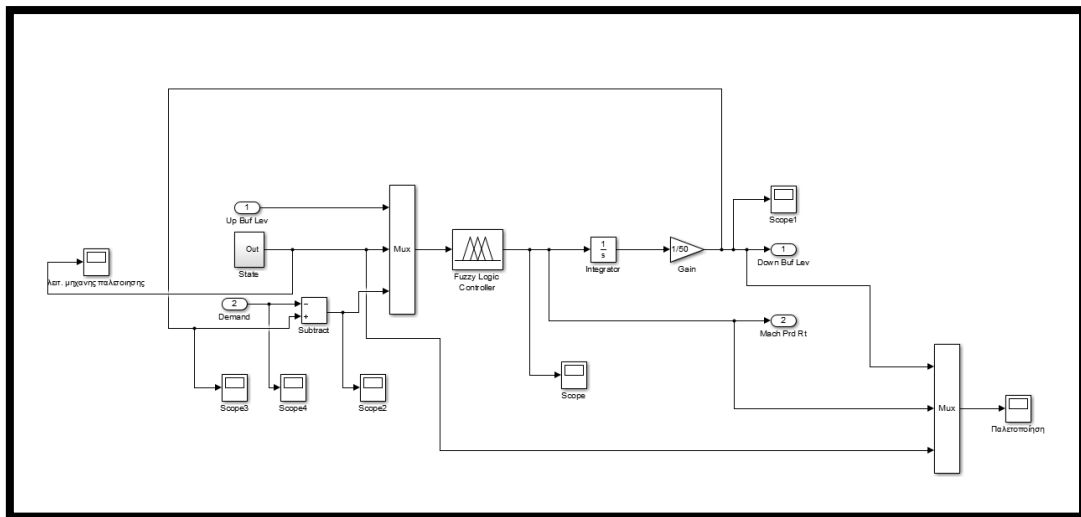 1
Up Buf Lev
Out
State
λειτ. μηχανης παλετοιησης
2
Demand
−
+
Subtract
Scope3
Scope4
Scope2
Mux
Fuzzy Logic
Controller
Scope
1
s
Integrator
1/50
Gain
Scope1
1
Down Buf Lev
2
Mach Prd Rt
Mux
Παλετοποίηση